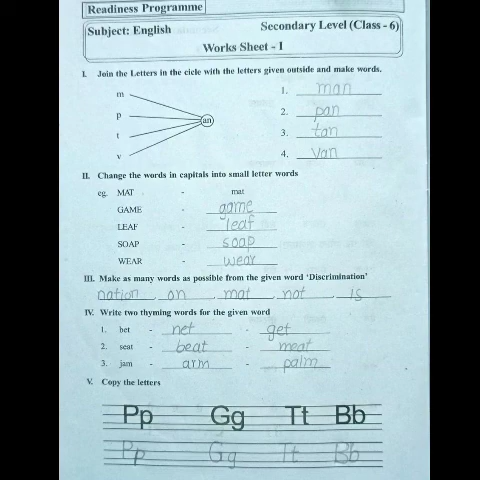 Readiness Programme
Subject: English Secondary Level (Class - 6)
Works Sheet - I
I. Join the Letters in the cicle with the letters given outside and make words.
m 1. man
p 2. pan
an
t 3. tan
v 4. van
II. Change the words in capitals into small letter words
eg. MAT - mat
GAME - game
LEAF - leaf
SOAP - soap
WEAR - wear
III. Make as many words as possible from the given word 'Discrimination'
nation, on, mat, not, is
IV. Write two thyming words for the given word
1. bet - net - get
2. seat - beat - meat
3. jam - arm - palm
V. Copy the letters
Pp Gg Tt Bb
Pp Gg Tt Bb